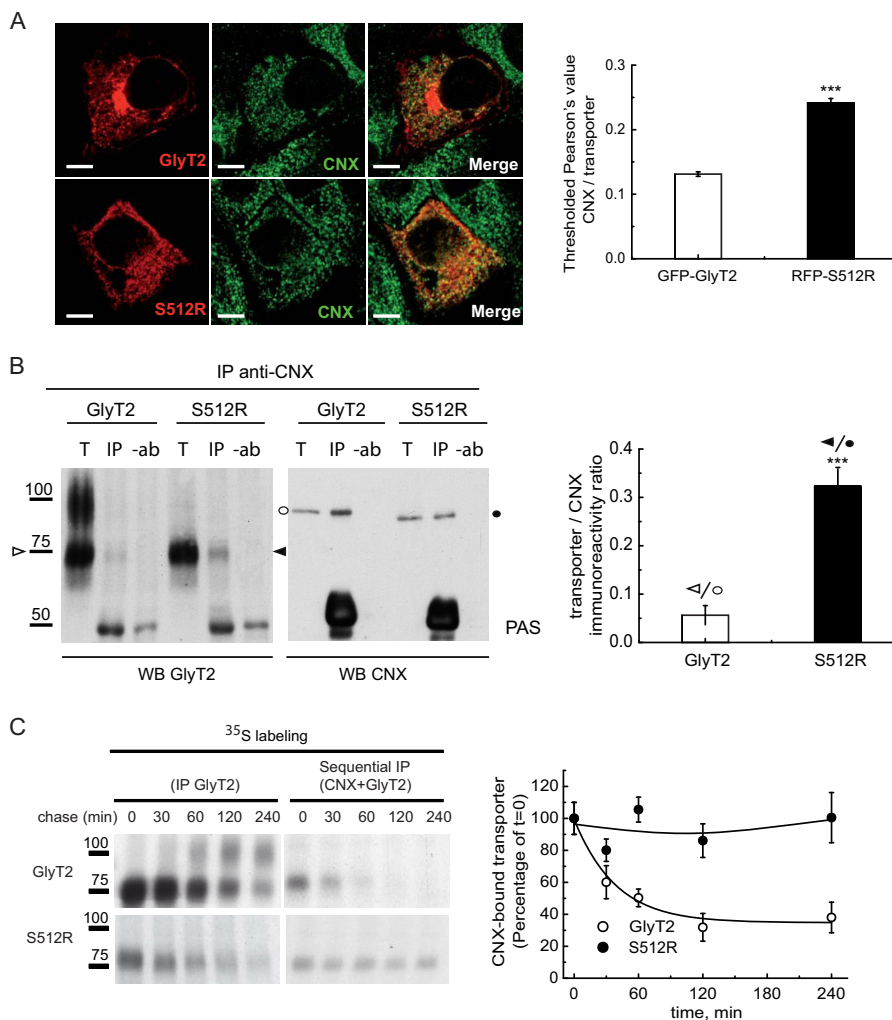 A
GlyT2
CNX
Merge
S512R
CNX
Merge
Thresholded Pearson's value
CNX / transporter
0.3
0.2
0.1
0.0
***
GFP-GlyT2
RFP-S512R
B
IP anti-CNX
GlyT2
S512R
GlyT2
S512R
T
IP
-ab
T
IP
-ab
T
IP
-ab
T
IP
-ab
100
75
50
PAS
WB GlyT2
WB CNX
transporter / CNX
immunoreactivity ratio
0.4
0.3
0.2
0.1
0.0
/
/
***
GlyT2
S512R
C
35S labeling
(IP GlyT2)
Sequential IP
(CNX+GlyT2)
chase (min)
0 30 60 120 240
0 30 60 120 240
GlyT2
100
75
S512R
100
75
CNX-bound transporter
(Percentage of t=0)
120
100
80
60
40
20
0
GlyT2
S512R
0 60 120 180 240
time, min